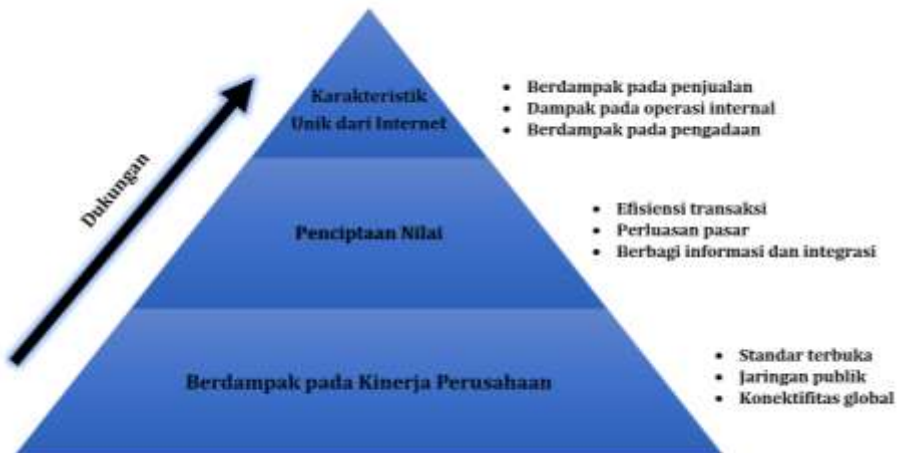 Dukungan
Karakteristik
Unik dari Internet
• Berdampak pada penjualan
• Dampak pada operasi internal
• Berdampak pada pengadaan
Penciptaan Nilai
• Efisiensi transaksi
• Perluasan pasar
• Berbagi informasi dan integrasi
Berdampak pada Kinerja Perusahaan
• Standar terbuka
• Jaringan publik
• Konektifitas global